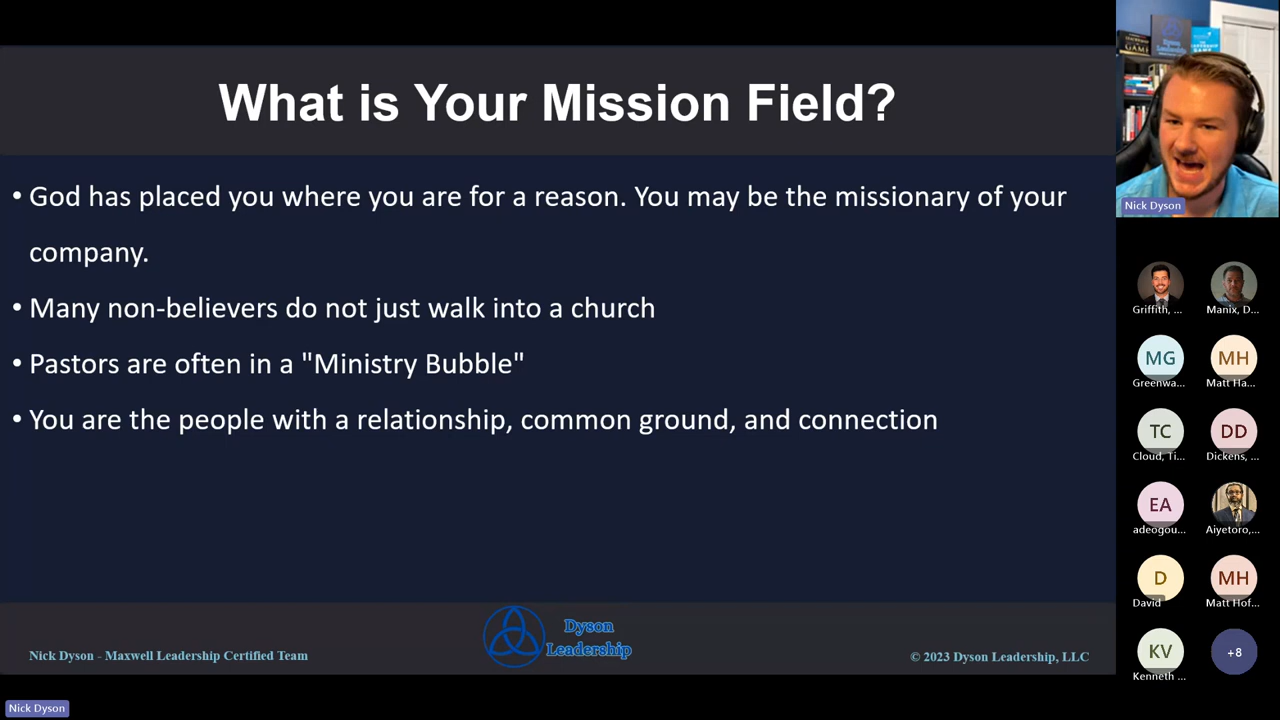 What is Your Mission Field?
• God has placed you where you are for a reason. You may be the missionary of your
company.
• Many non-believers do not just walk into a church
• Pastors are often in a "Ministry Bubble"
• You are the people with a relationship, common ground, and connection
Nick Dyson - Maxwell Leadership Certified Team
Dyson
Leadership
© 2023 Dyson Leadership, LLC
Nick Dyson
Nick Dyson
Griffith, ...
Manix, D...
MG
Greenwa...
MH
Matt Ha...
TC
Cloud, Ti...
DD
Dickens, ...
EA
adeogou...
Aiyetoro,...
D
David
MH
Matt Hof...
KV
Kenneth ...
+8